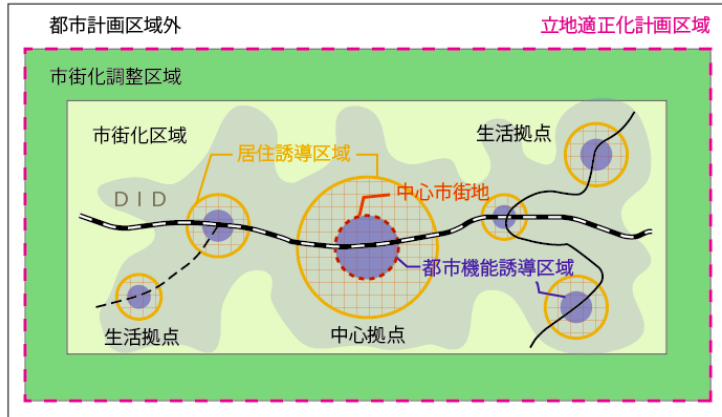 都市計画区域外
立地適正化計画区域
市街化調整区域
市街化区域
生活拠点
居住誘導区域
ＤＩＤ
中心市街地
都市機能誘導区域
生活拠点
中心拠点